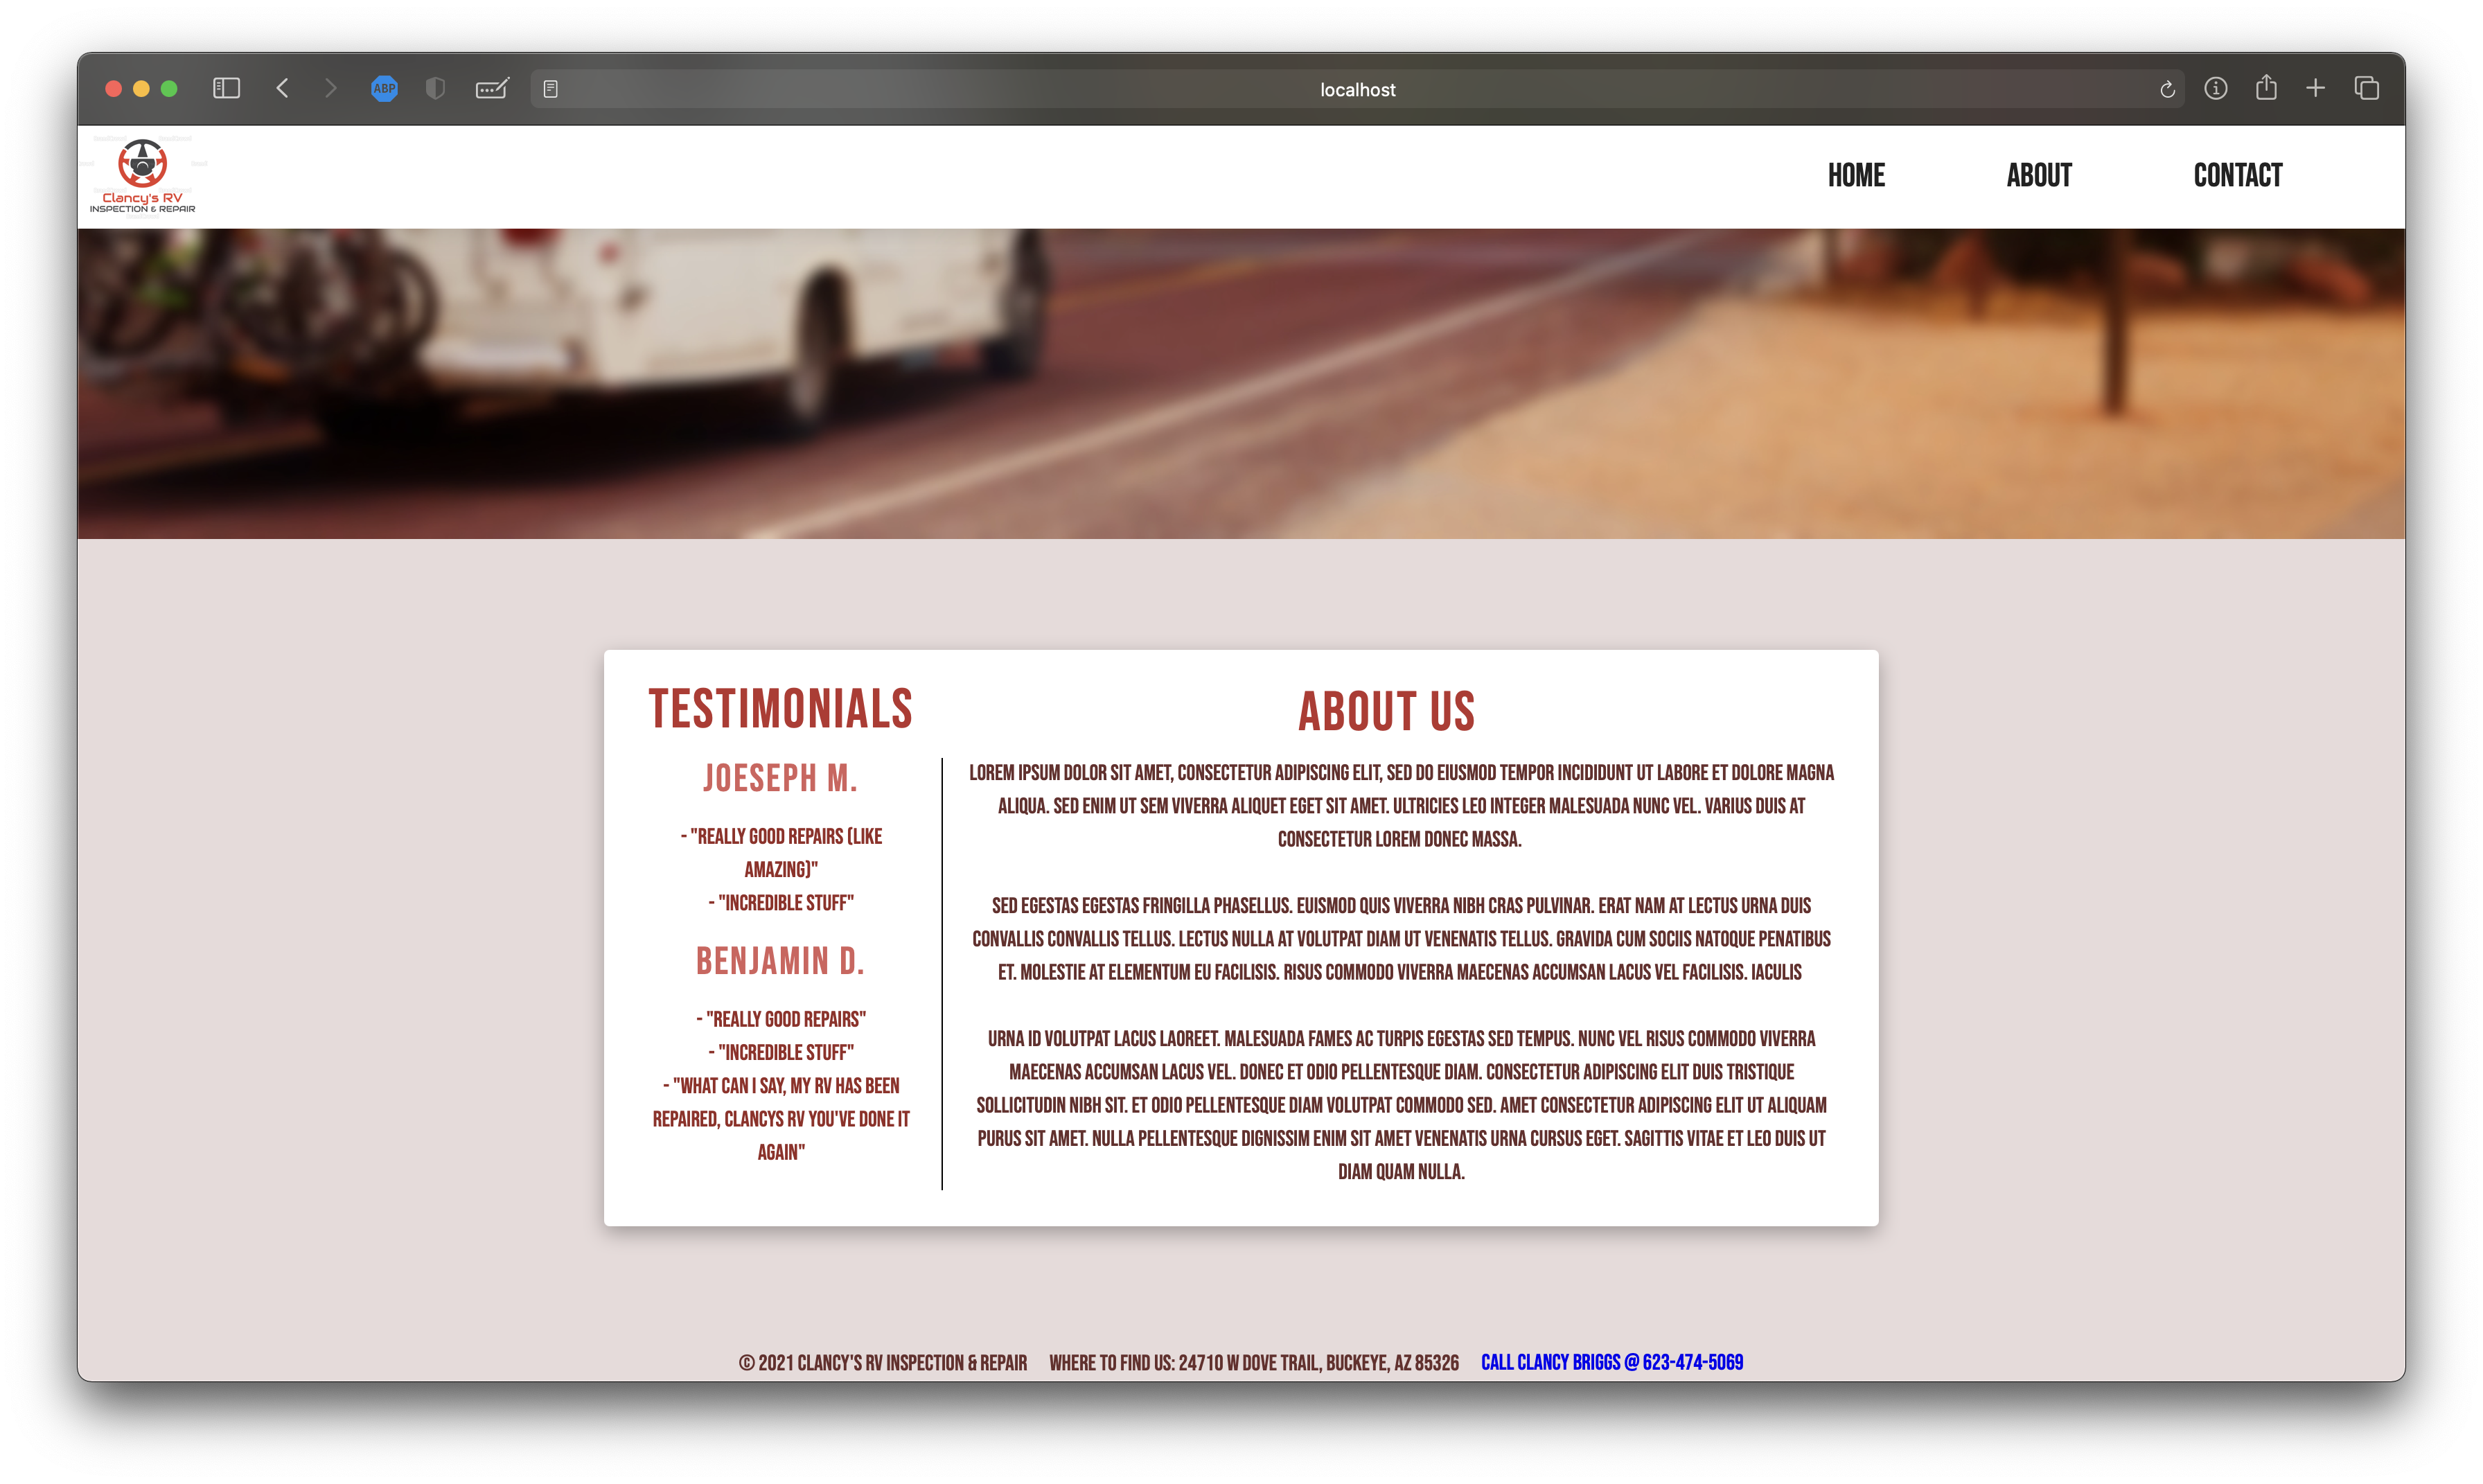 ABP
localhost
Clancy's RV
INSPECTION & REPAIR
HOME
ABOUT
CONTACT
TESTIMONIALS
JOESEPH M.
- "REALLY GOOD REPAIRS (LIKE
AMAZING)"
- "INCREDIBLE STUFF"
BENJAMIN D.
- "REALLY GOOD REPAIRS"
- "INCREDIBLE STUFF"
- "WHAT CAN I SAY, MY RV HAS BEEN
REPAIRED, CLANCYS RV YOU'VE DONE IT
AGAIN"
ABOUT US
LOREM IPSUM DOLOR SIT AMET, CONSECTETUR ADIPISCING ELIT, SED DO EIUSMOD TEMPOR INCIDIDUNT UT LABORE ET DOLORE MAGNA
ALIQUA. SED ENIM UT SEM VIVERRA ALIQUET EGET SIT AMET. ULTRICIES LEO INTEGER MALESUADA NUNC VEL. VARIUS DUIS AT
CONSECTETUR LOREM DONEC MASSA.
SED EGESTAS EGESTAS FRINGILLA PHASELLUS. EUISMOD QUIS VIVERRA NIBH CRAS PULVINAR. ERAT NAM AT LECTUS URNA DUIS
CONVALLIS CONVALLIS TELLUS. LECTUS NULLA AT VOLUTPAT DIAM UT VENENATIS TELLUS. GRAVIDA CUM SOCIIS NATOQUE PENATIBUS
ET. MOLESTIE AT ELEMENTUM EU FACILISIS. RISUS COMMODO VIVERRA MAECENAS ACCUMSAN LACUS VEL FACILISIS. IACULIS
URNA ID VOLUTPAT LACUS LAOREET. MALESUADA FAMES AC TURPIS EGESTAS SED TEMPUS. NUNC VEL RISUS COMMODO VIVERRA
MAECENAS ACCUMSAN LACUS VEL. DONEC ET ODIO PELLENTESQUE DIAM. CONSECTETUR ADIPISCING ELIT DUIS TRISTIQUE
SOLLICITUDIN NIBH SIT. ET ODIO PELLENTESQUE DIAM VOLUTPAT COMMODO SED. AMET CONSECTETUR ADIPISCING ELIT UT ALIQUAM
PURUS SIT AMET. NULLA PELLENTESQUE DIGNISSIM ENIM SIT AMET VENENATIS URNA CURSUS EGET. SAGITTIS VITAE ET LEO DUIS UT
DIAM QUAM NULLA.
© 2021 CLANCY'S RV INSPECTION & REPAIR WHERE TO FIND US: 24710 W DOVE TRAIL, BUCKEYE, AZ 85326 CALL CLANCY BRIGGS @ 623-474-5069